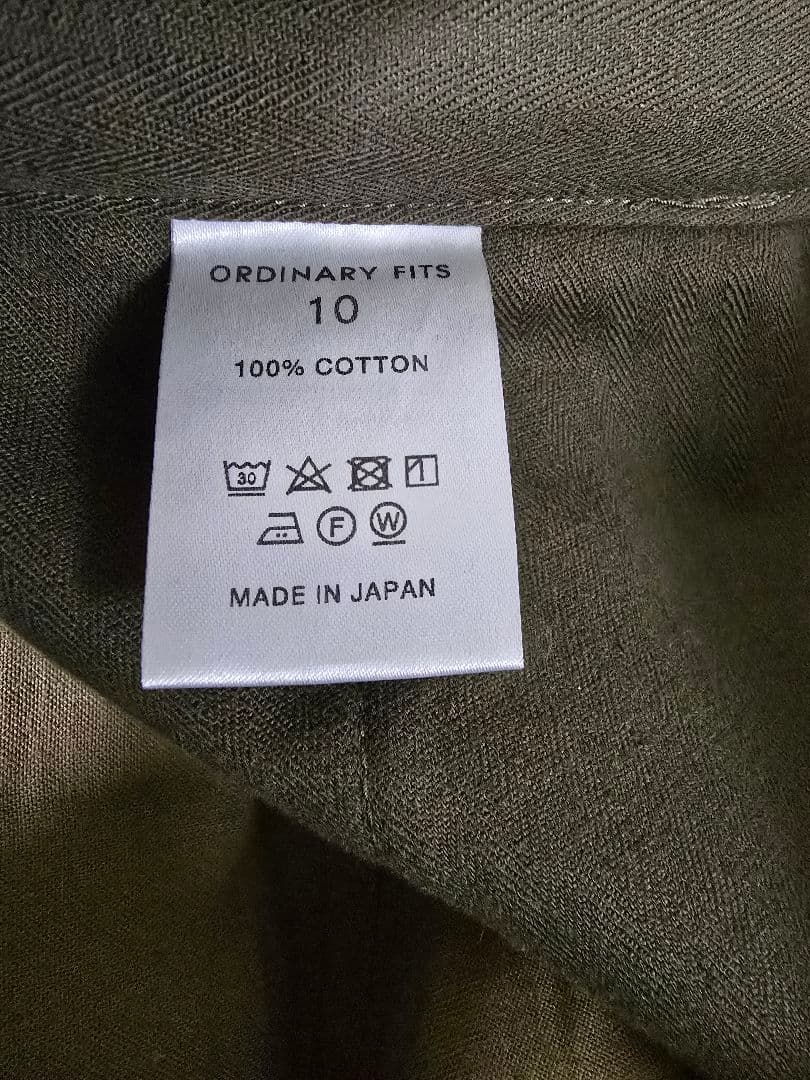 ORDINARY FITS
10
100% COTTON
30
F W
MADE IN JAPAN